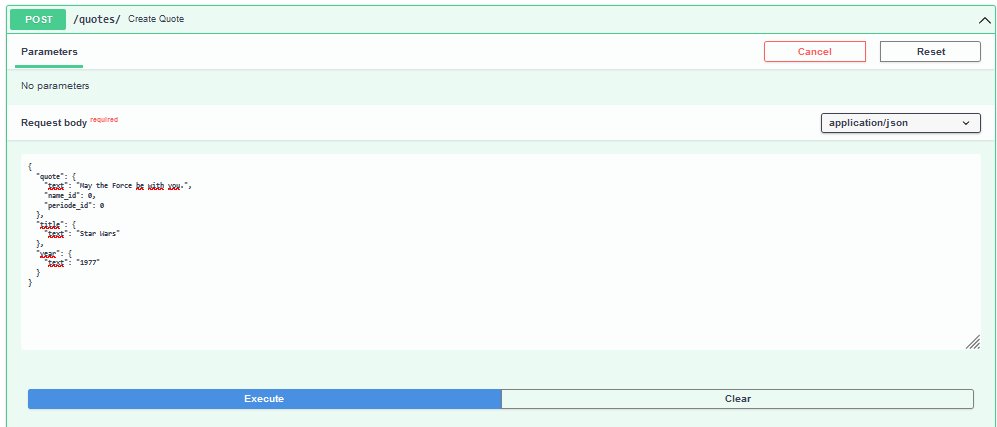 POST /quotes/ Create Quote
Parameters
Cancel
Reset
No parameters
Request body required
application/json
{
  "quote": {
    "text": "May the Force be with you.",
    "name_id": 0,
    "periode_id": 0
  },
  "title": {
    "text": "Star Wars"
  },
  "year": {
    "text": "1977"
  }
}
Execute
Clear